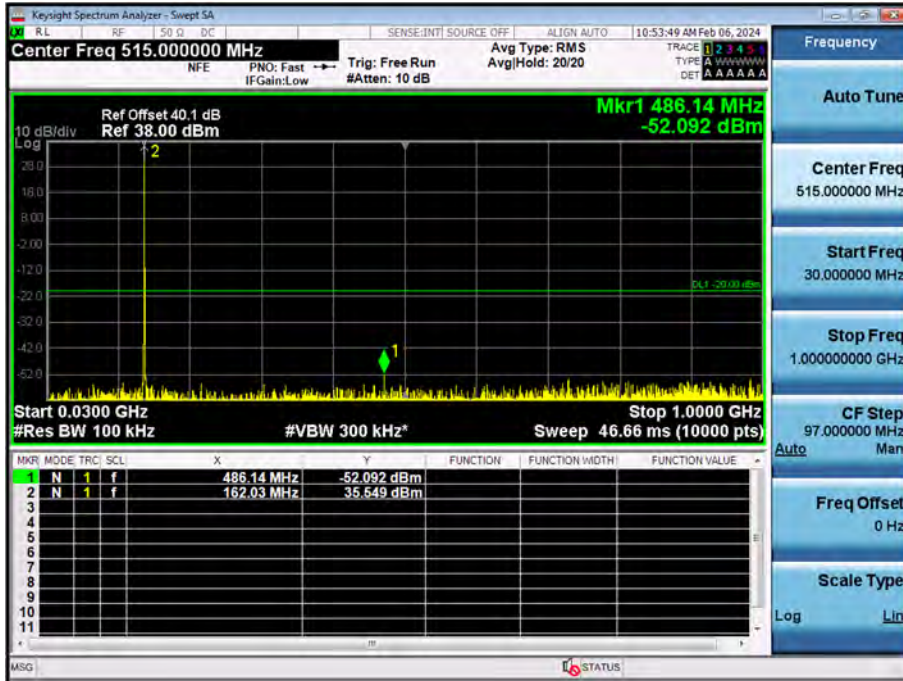 Keysight Spectrum Analyzer - Swept SA
RL RF 50 Ω DC SENSE:INT SOURCE OFF ALIGN AUTO 10:53:49 AM Feb 06, 2024
Center Freq 515.000000 MHz
NFE
PNO: Fast
IFGain:Low
Trig: Free Run
#Atten: 10 dB
Avg Type: RMS
Avg|Hold: 20/20
TRACE 1 2 3 4 5 6
TYPE A WWWWW
DET A A A A A A
Ref Offset 40.1 dB
10 dB/div Ref 38.00 dBm
Log
Mkr1 486.14 MHz
-52.092 dBm
2
28.0
18.0
8.00
-2.00
-12.0
-22.0
DL1 -20.00 dBm
-32.0
-42.0
1
-52.0
Start 0.0300 GHz Stop 1.0000 GHz
#Res BW 100 kHz #VBW 300 kHz* Sweep 46.66 ms (10000 pts)
MKR MODE TRC SCL X Y FUNCTION FUNCTION WIDTH FUNCTION VALUE
1 N 1 f 486.14 MHz -52.092 dBm
2 N 1 f 162.03 MHz 35.549 dBm
3
4
5
6
7
8
9
10
11
MSG STATUS
Frequency
Auto Tune
Center Freq
515.000000 MHz
Start Freq
30.000000 MHz
Stop Freq
1.000000000 GHz
CF Step
97.000000 MHz
Auto Man
Freq Offset
0 Hz
Scale Type
Log Lin